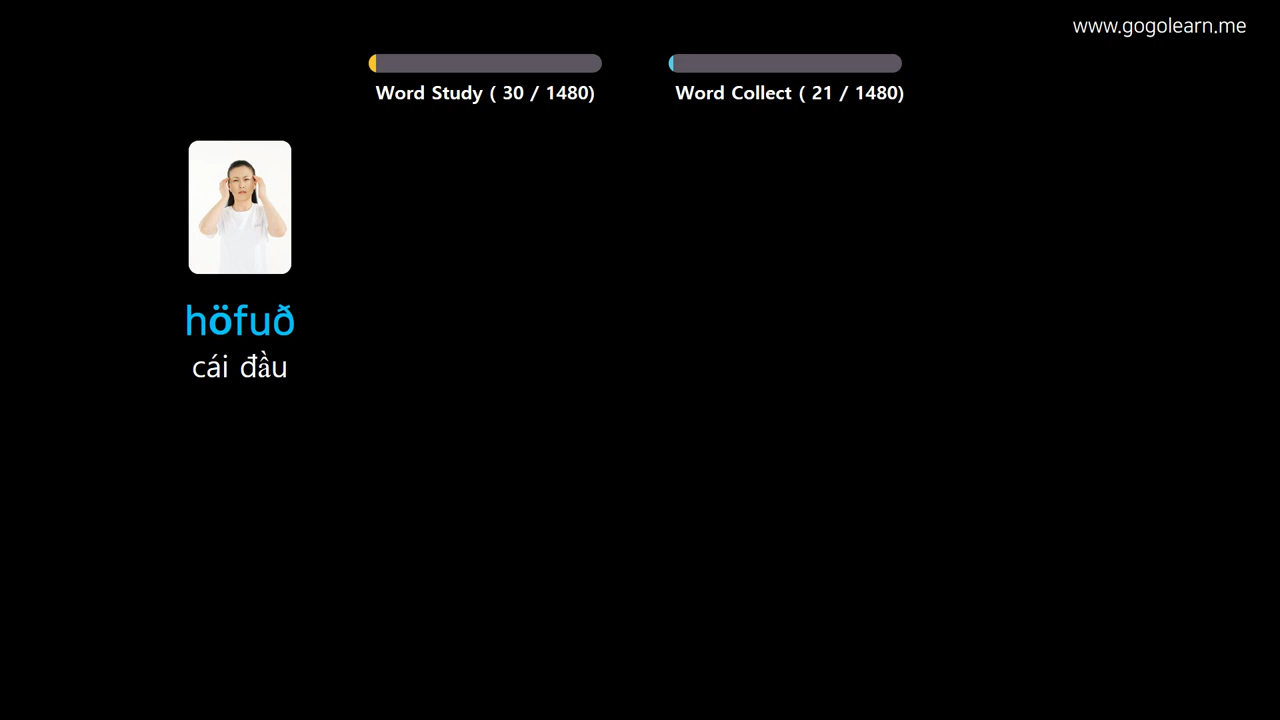 www.gogolearn.me
Word Study ( 30 / 1480)
Word Collect ( 21 / 1480)
höfuð
cái đầu